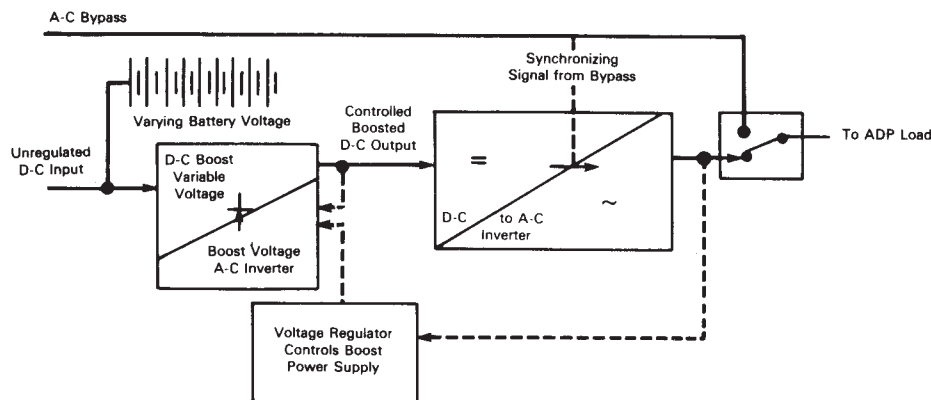 A-C Bypass
Synchronizing
Signal from Bypass
Varying Battery Voltage
Controlled
Boosted
D-C Output
To ADP Load
Unregulated
D-C Input
D-C Boost
Variable
Voltage
Boost Voltage
A-C Inverter
=
~
D-C to A-C
Inverter
Voltage Regulator
Controls Boost
Power Supply